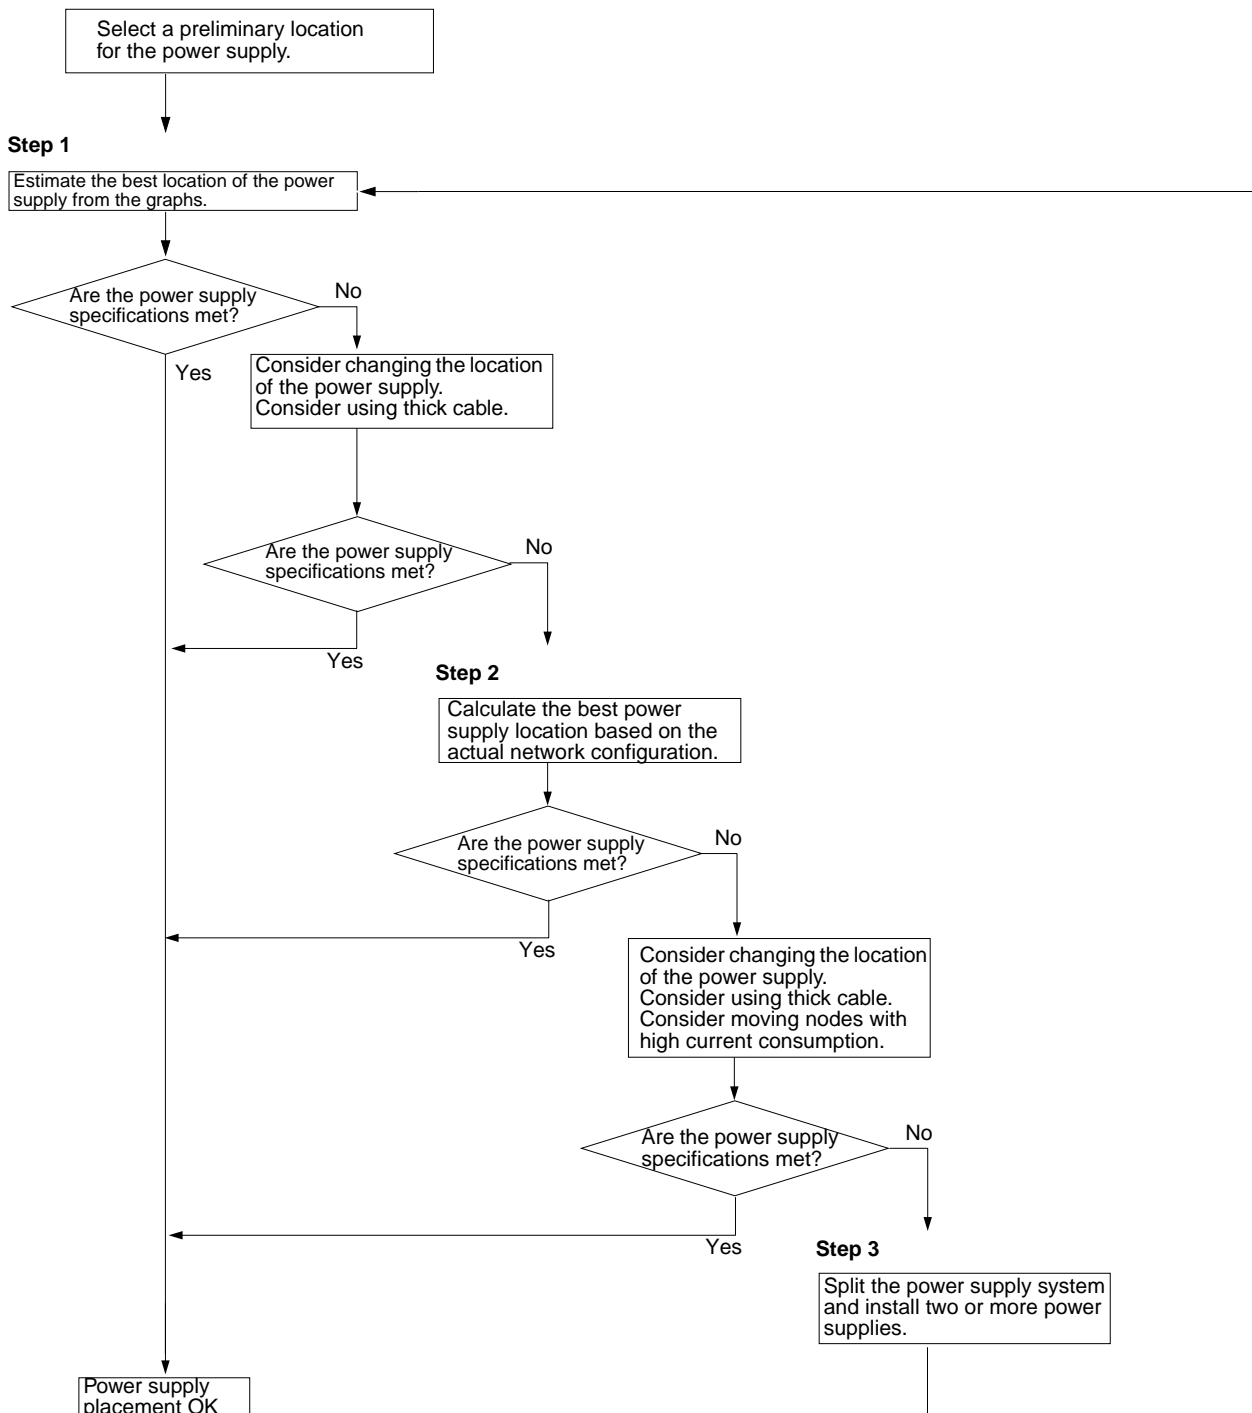 Select a preliminary location
for the power supply.
Step 1
Estimate the best location of the power
supply from the graphs.
Are the power supply
specifications met?
No
Yes
Consider changing the location
of the power supply.
Consider using thick cable.
Are the power supply
specifications met?
No
Yes
Step 2
Calculate the best power
supply location based on the
actual network configuration.
Are the power supply
specifications met?
No
Yes
Consider changing the location
of the power supply.
Consider using thick cable.
Consider moving nodes with
high current consumption.
Are the power supply
specifications met?
No
Yes
Step 3
Split the power supply system
and install two or more power
supplies.
Power supply
placement OK